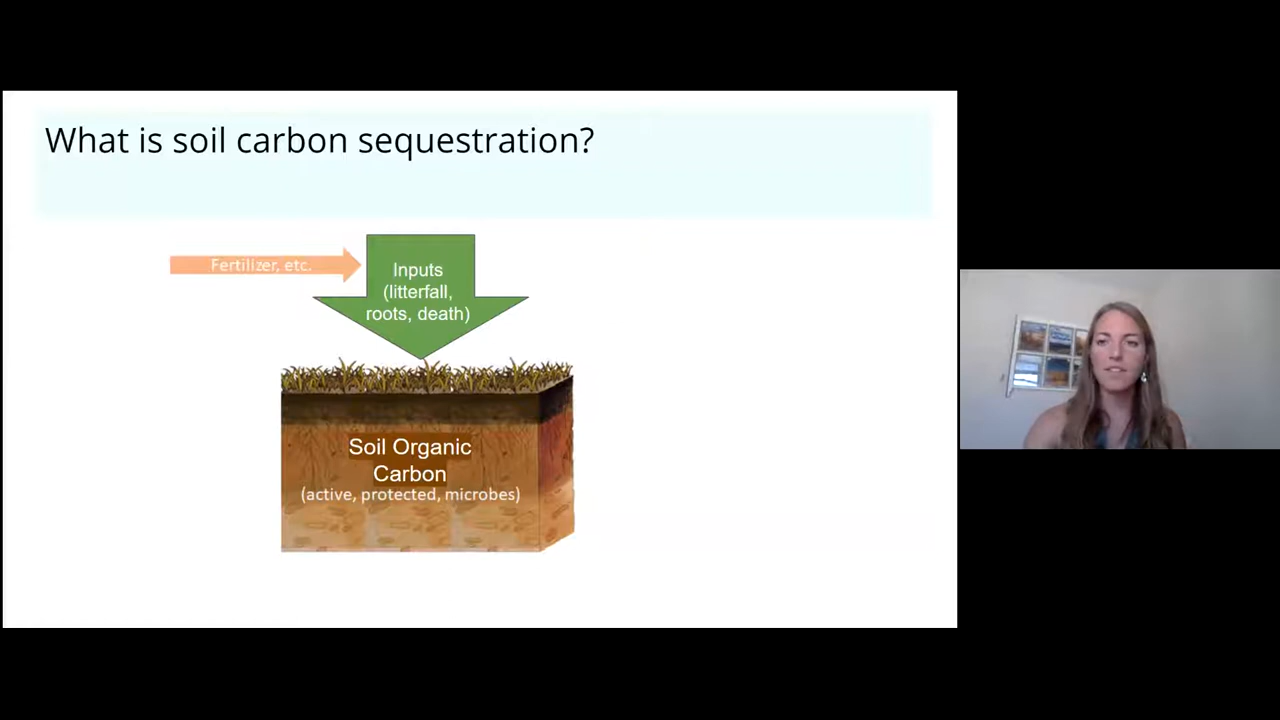 What is soil carbon sequestration?
Fertilizer, etc.
Inputs
(litterfall,
roots, death)
Soil Organic
Carbon
(active, protected, microbes)